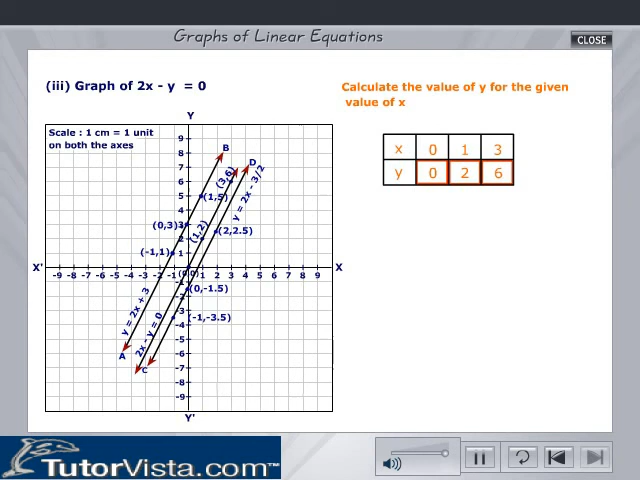 Graphs of Linear Equations
CLOSE
(iii) Graph of 2x - y = 0
Calculate the value of y for the given
value of x
Scale : 1 cm = 1 unit
on both the axes
x 0 1 3
y 0 2 6
Y
B
D
9
8
7
6
5
4
3
2
1
(3,6)
(1,5)
y = 2x - 3/2
(0,3)
(1,2)
(2,2.5)
(-1,1)
X'
-9 -8 -7 -6 -5 -4 -3 -2 -1
(0,0)
1 2 3 4 5 6 7 8 9
X
-1
-2
-3
-4
-5
-6
-7
-8
-9
(0,-1.5)
(-1,-3.5)
y = 2x + 3
2x - y = 0
A
C
Y'
TutorVista.com™